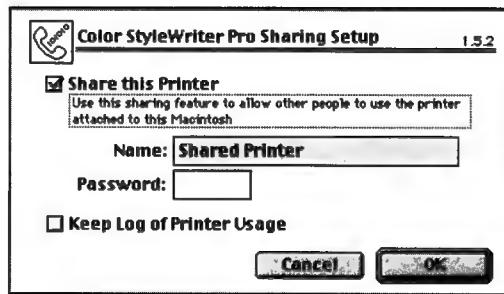 Color StyleWriter Pro Sharing Setup 1.5.2
Share this Printer
Use this sharing feature to allow other people to use the printer
attached to this Macintosh
Name: Shared Printer
Password:
Keep Log of Printer Usage
Cancel OK